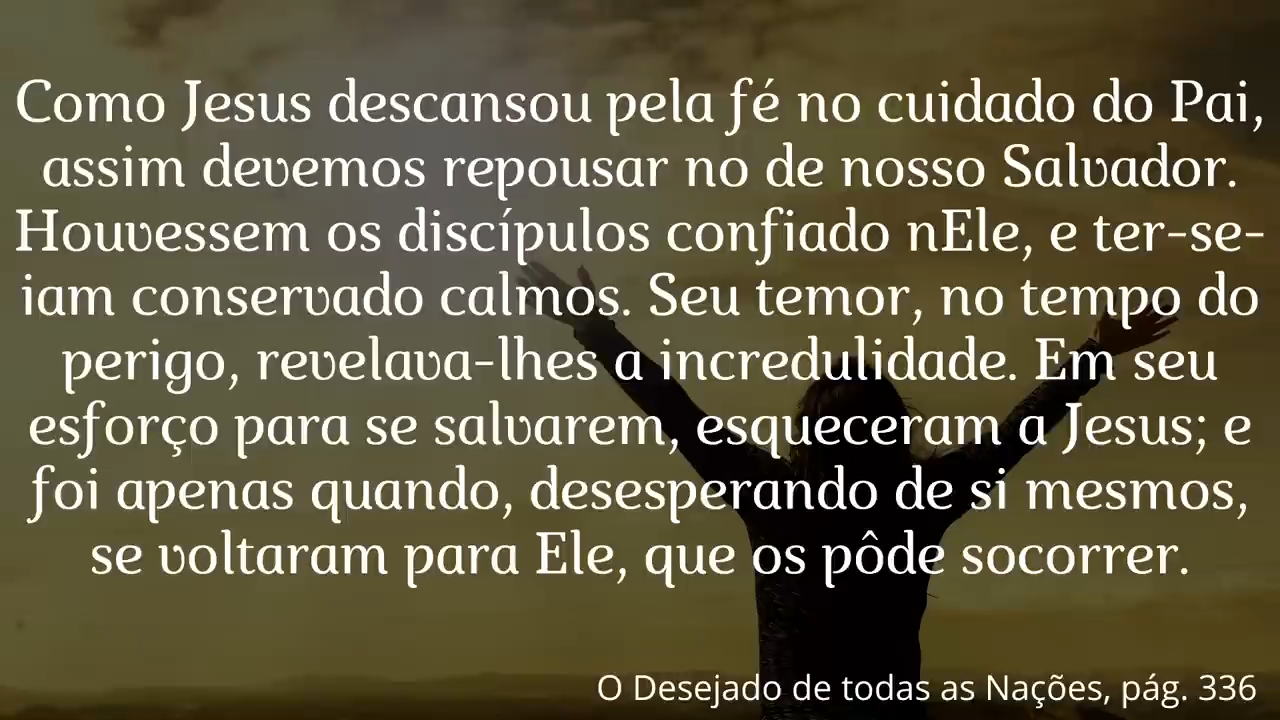 Como Jesus descansou pela fé no cuidado do Pai,
assim devemos repousar no de nosso Salvador.
Houvessem os discípulos confiado nEle, e ter-se-
iam conservado calmos. Seu temor, no tempo do
perigo, revelava-lhes a incredulidade. Em seu
esforço para se salvarem, esqueceram a Jesus; e
foi apenas quando, desesperando de si mesmos,
se voltaram para Ele, que os pôde socorrer.
O Desejado de todas as Nações, pág. 336